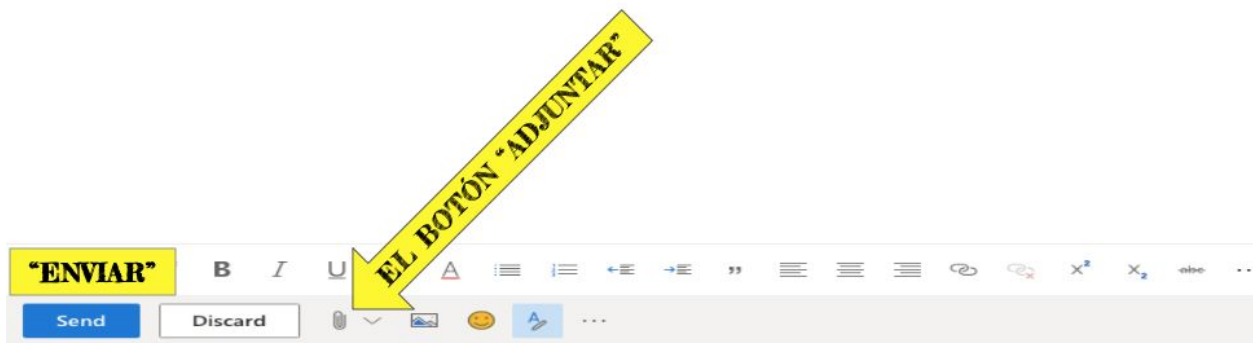 EL BOTÓN “ADJUNTAR”
“ENVIAR” B I U A ” X² X₂ abc ...
Send Discard ...